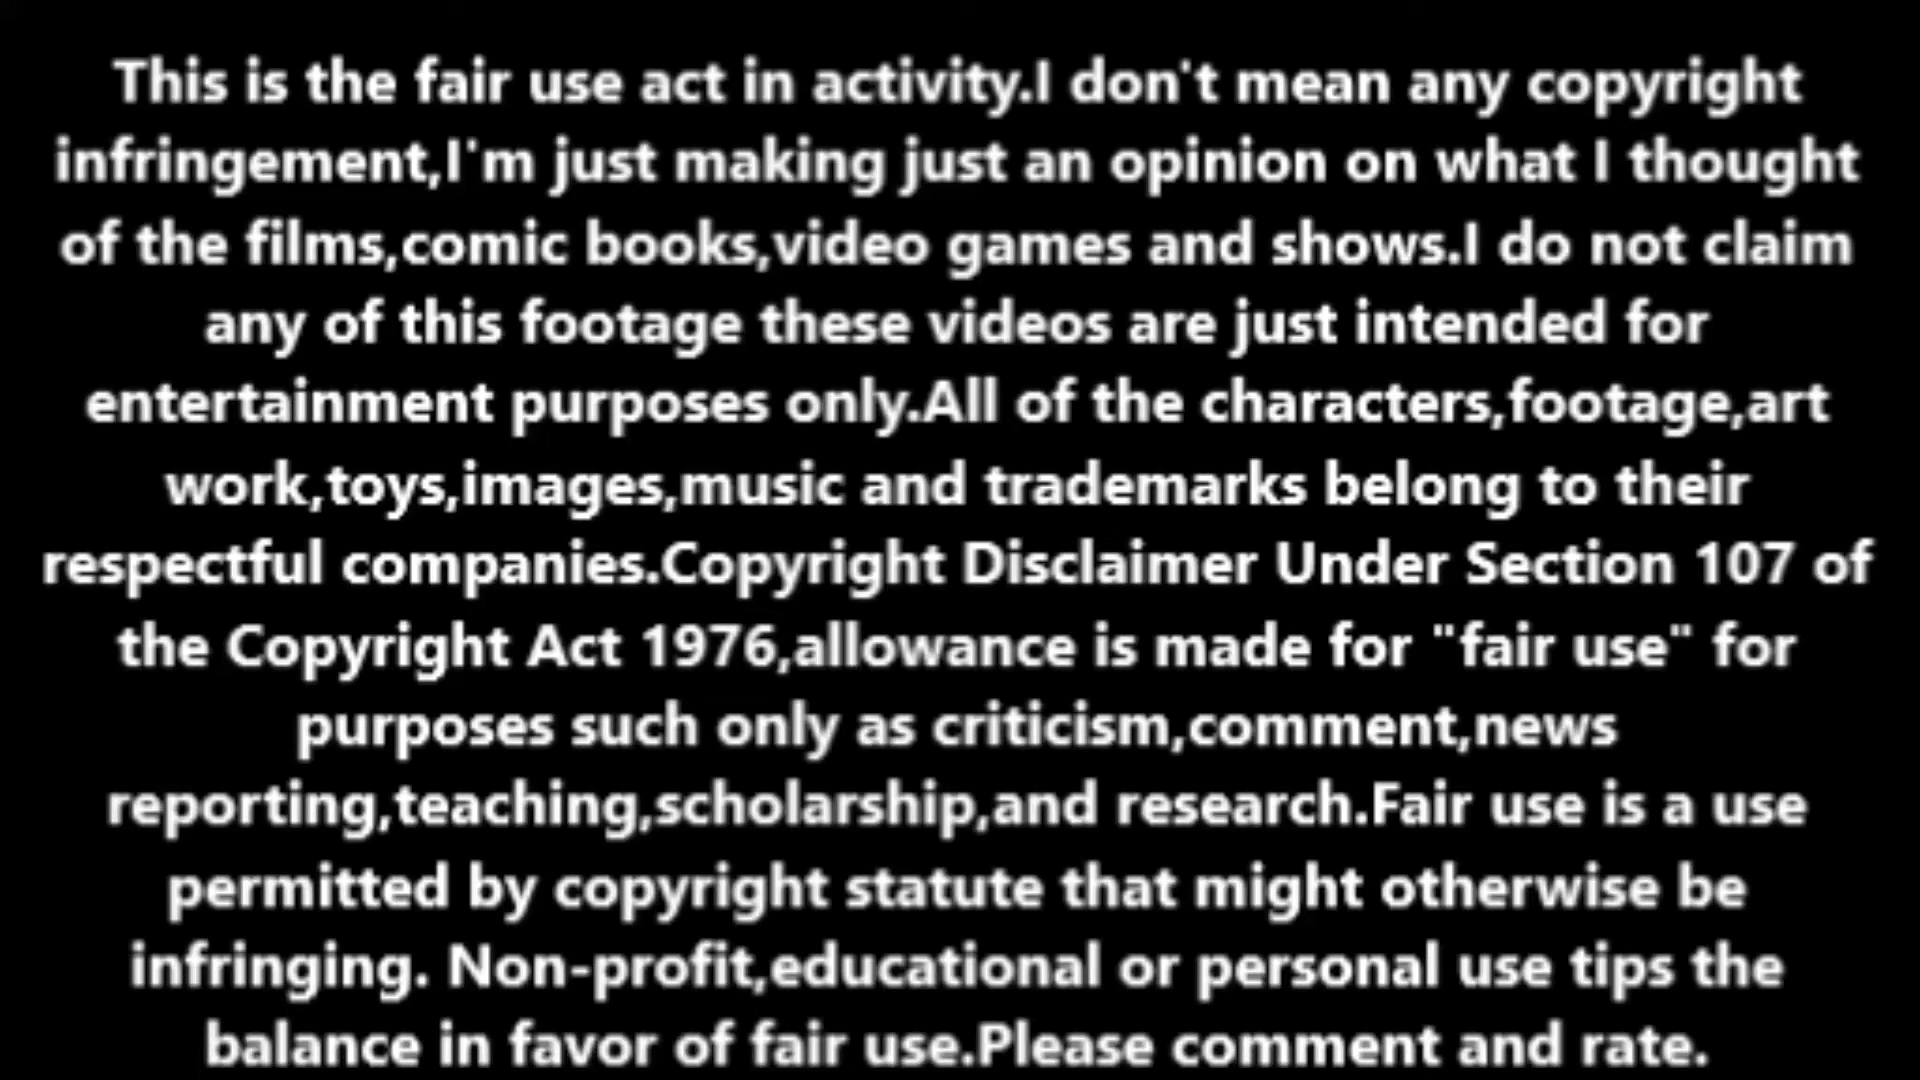 This is the fair use act in activity.I don't mean any copyright
infringement,I'm just making just an opinion on what I thought
of the films,comic books,video games and shows.I do not claim
any of this footage these videos are just intended for
entertainment purposes only.All of the characters,footage,art
work,toys,images,music and trademarks belong to their
respectful companies.Copyright Disclaimer Under Section 107 of
the Copyright Act 1976,allowance is made for "fair use" for
purposes such only as criticism,comment,news
reporting,teaching,scholarship,and research.Fair use is a use
permitted by copyright statute that might otherwise be
infringing. Non-profit,educational or personal use tips the
balance in favor of fair use.Please comment and rate.